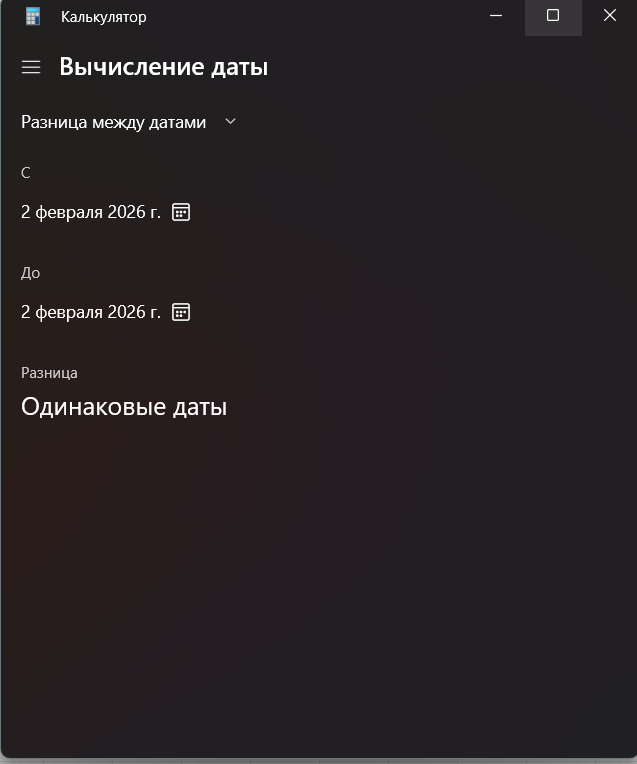 Калькулятор
Вычисление даты
Разница между датами
С
2 февраля 2026 г.
До
2 февраля 2026 г.
Разница
Одинаковые даты